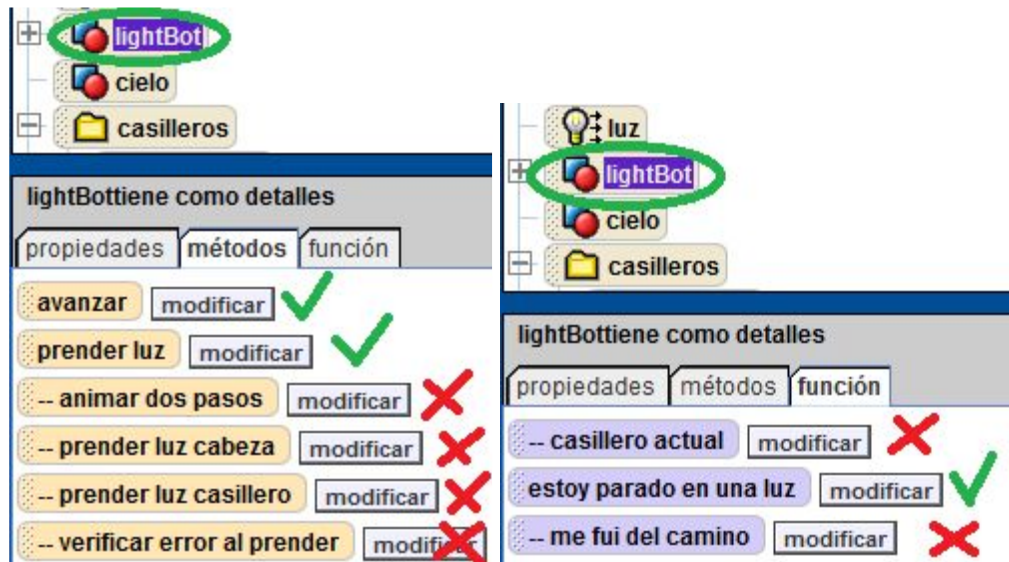 lightBot
cielo
casilleros
lightBottiene como detalles
propiedades métodos función
avanzar modificar
prender luz modificar
-- animar dos pasos modificar
-- prender luz cabeza modificar
-- prender luz casillero modificar
-- verificar error al prender modificar
luz
lightBot
cielo
casilleros
lightBottiene como detalles
propiedades métodos función
-- casillero actual modificar
estoy parado en una luz modificar
-- me fui del camino modificar